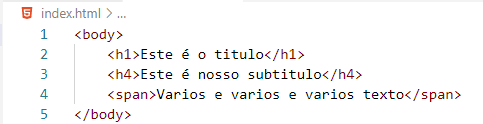 index.html > ...
1 <body>
2 <h1>Este é o titulo</h1>
3 <h4>Este é nosso subtitulo</h4>
4 <span>Varios e varios e varios texto</span>
5 </body>